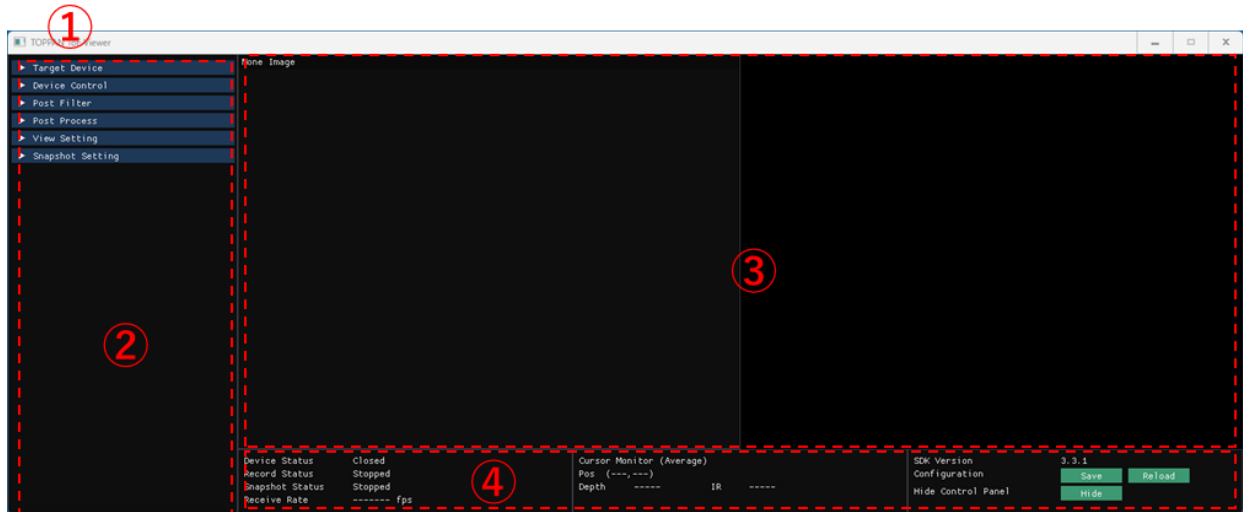 ①
TOPPAN ToF Viewer
Target Device
Device Control
Post Filter
Post Process
View Setting
Snapshot Setting
②
None Image
③
Device Status Closed
Record Status Stopped
Snapshot Status Stopped
Receive Rate ------- fps
④
Cursor Monitor (Average)
Pos (---,---)
Depth ----- IR -----
SDK Version 3.3.1
Configuration Save Reload
Hide Control Panel Hide